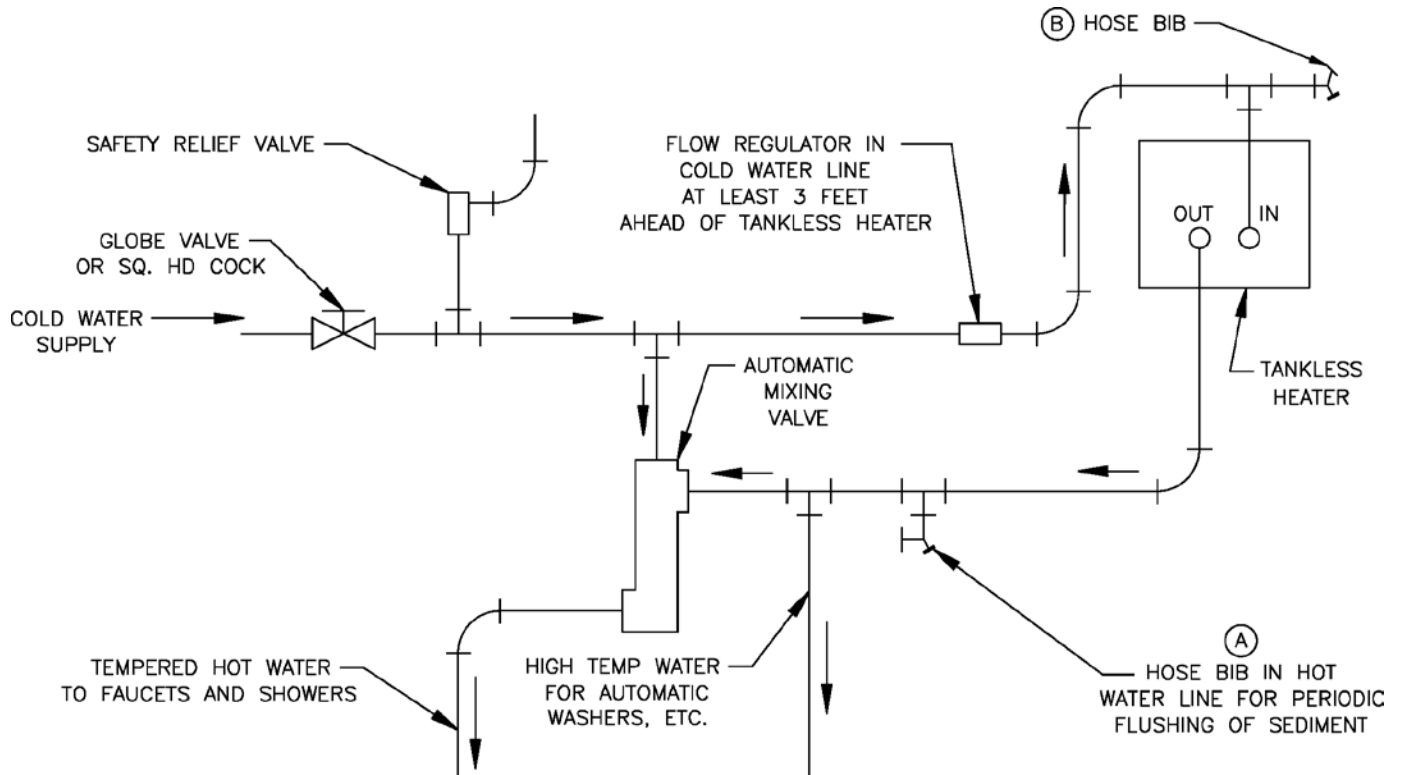 B HOSE BIB
SAFETY RELIEF VALVE
FLOW REGULATOR IN
COLD WATER LINE
AT LEAST 3 FEET
AHEAD OF TANKLESS HEATER
GLOBE VALVE
OR SQ. HD COCK
OUT IN
COLD WATER
SUPPLY
AUTOMATIC
MIXING
VALVE
TANKLESS
HEATER
TEMPERED HOT WATER
TO FAUCETS AND SHOWERS
HIGH TEMP WATER
FOR AUTOMATIC
WASHERS, ETC.
A
HOSE BIB IN HOT
WATER LINE FOR PERIODIC
FLUSHING OF SEDIMENT